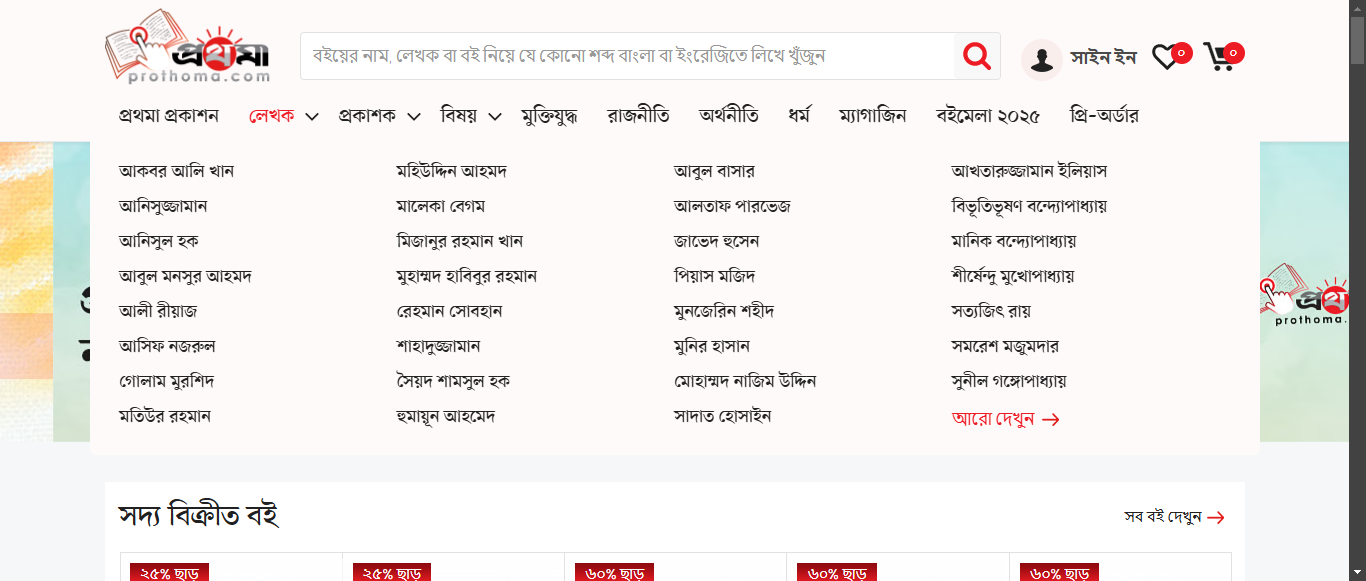 প্রথমা
prothoma.com
বইয়ের নাম, লেখক বা বই নিয়ে যে কোনো শব্দ বাংলা বা ইংরেজিতে লিখে খুঁজুন
সাইন ইন
০
০
প্রথমা প্রকাশন লেখক প্রকাশক বিষয় মুক্তিযুদ্ধ রাজনীতি অর্থনীতি ধর্ম ম্যাগাজিন বইমেলা ২০২৫ প্রি-অর্ডার
আকবর আলি খান মহিউদ্দিন আহমদ আবুল বাসার আখতারুজ্জামান ইলিয়াস
আনিসুজ্জামান মালেকা বেগম আলতাফ পারভেজ বিভূতিভূষণ বন্দ্যোপাধ্যায়
আনিসুল হক মিজানুর রহমান খান জাভেদ হুসেন মানিক বন্দ্যোপাধ্যায়
আবুল মনসুর আহমদ মুহাম্মদ হাবিবুর রহমান পিয়াস মজিদ শীর্ষেন্দু মুখোপাধ্যায়
আলী রীয়াজ রেহমান সোবহান মুনজেরিন শহীদ সত্যজিৎ রায়
আসিফ নজরুল শাহাদুজ্জামান মুনির হাসান সমরেশ মজুমদার
গোলাম মুরশিদ সৈয়দ শামসুল হক মোহাম্মদ নাজিম উদ্দিন সুনীল গঙ্গোপাধ্যায়
মতিউর রহমান হুমায়ূন আহমেদ সাদাত হোসাইন আরো দেখুন →
prothoma.
সদ্য বিক্রীত বই
সব বই দেখুন →
২৫% ছাড় ২৫% ছাড় ৬০% ছাড় ৬০% ছাড় ৬০% ছাড়